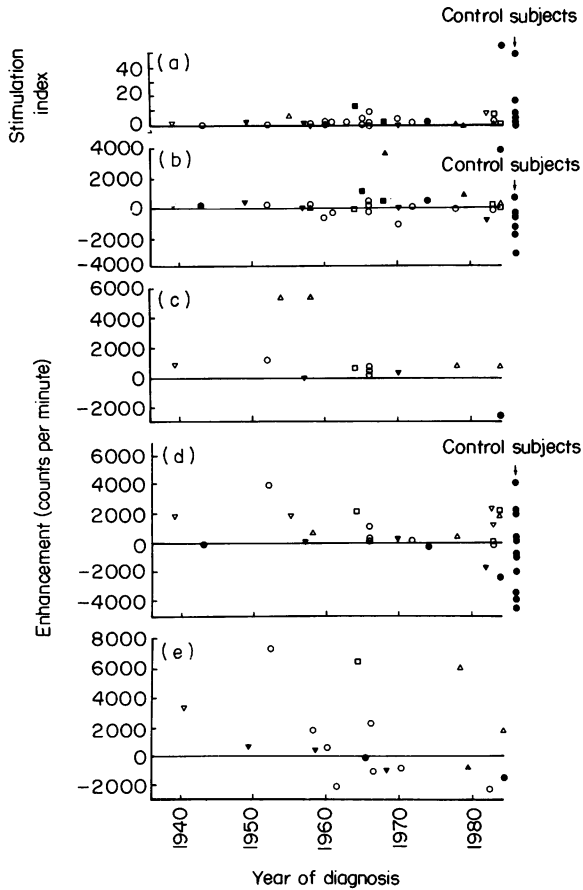 Control subjects
(a)
40
20
0
Stimulation
index
(b)
4000
2000
0
-2000
-4000
Control subjects
(c)
6000
4000
2000
0
-2000
Enhancement (counts per minute)
Control subjects
(d)
6000
4000
2000
0
-2000
-4000
(e)
8000
6000
4000
2000
0
-2000
1940
1950
1960
1970
1980
Year of diagnosis